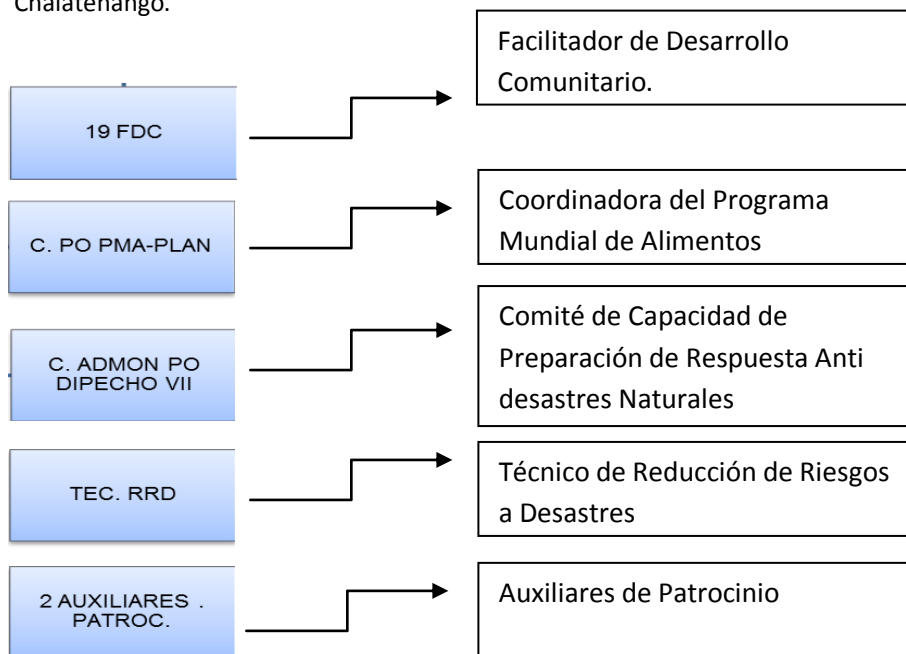 Chalatenango.
Facilitador de Desarrollo
Comunitario.
19 FDC
Coordinadora del Programa
Mundial de Alimentos
C. PO PMA-PLAN
Comité de Capacidad de
Preparación de Respuesta Anti
desastres Naturales
C. ADMON PO
DIPECHO VII
Técnico de Reducción de Riesgos
a Desastres
TEC. RRD
Auxiliares de Patrocinio
2 AUXILIARES .
PATROC.